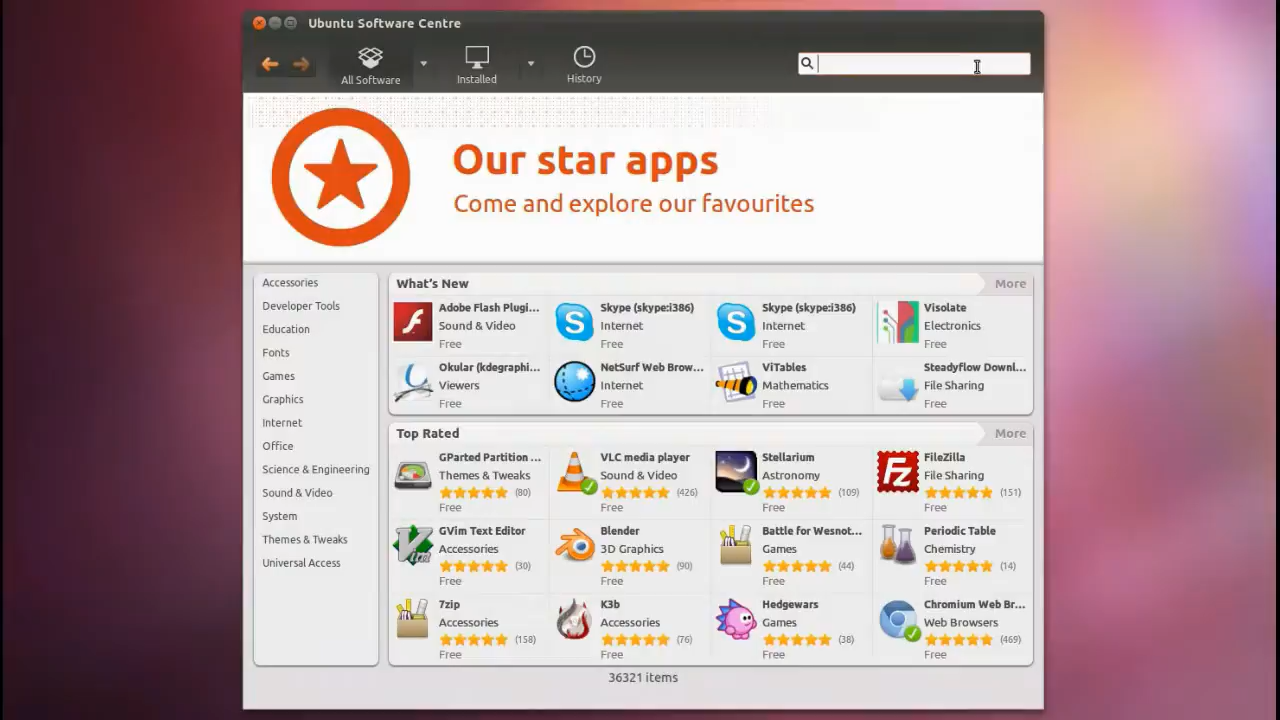 Ubuntu Software Centre
All Software
Installed
History
Our star apps
Come and explore our favourites
Accessories
Developer Tools
Education
Fonts
Games
Graphics
Internet
Office
Science & Engineering
Sound & Video
System
Themes & Tweaks
Universal Access
What's New
More
Adobe Flash Plugi...
Sound & Video
Free
Skype (skype:i386)
Internet
Free
Skype (skype:i386)
Internet
Free
Visolate
Electronics
Free
Okular (kdegraphi...
Viewers
Free
NetSurf Web Brow...
Internet
Free
ViTables
Mathematics
Free
Steadyflow Downl...
File Sharing
Free
Top Rated
More
GParted Partition ...
Themes & Tweaks
(80)
Free
VLC media player
Sound & Video
(426)
Free
Stellarium
Astronomy
(109)
Free
FileZilla
File Sharing
(151)
Free
GVim Text Editor
Accessories
(30)
Free
Blender
3D Graphics
(90)
Free
Battle for Wesnot...
Games
(44)
Free
Periodic Table
Chemistry
(14)
Free
7zip
Accessories
(158)
Free
K3b
Accessories
(76)
Free
Hedgewars
Games
(38)
Free
Chromium Web Br...
Web Browsers
(469)
Free
36321 items